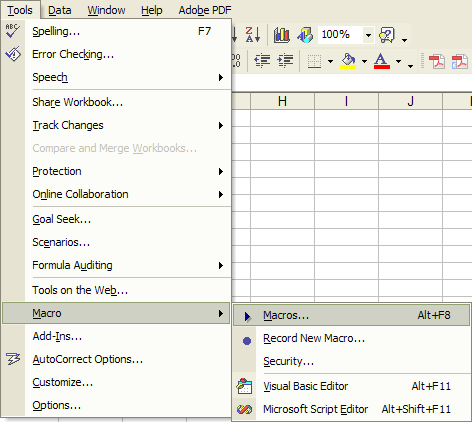 Tools Data Window Help Adobe PDF
ABC Spelling... F7
Error Checking...
Speech
Share Workbook...
Track Changes
Compare and Merge Workbooks...
Protection
Online Collaboration
Goal Seek...
Scenarios...
Formula Auditing
Tools on the Web...
Macro
Add-Ins...
AutoCorrect Options...
Customize...
Options...
100%
.00
A
H I J
Macros... Alt+F8
Record New Macro...
Security...
Visual Basic Editor Alt+F11
Microsoft Script Editor Alt+Shift+F11